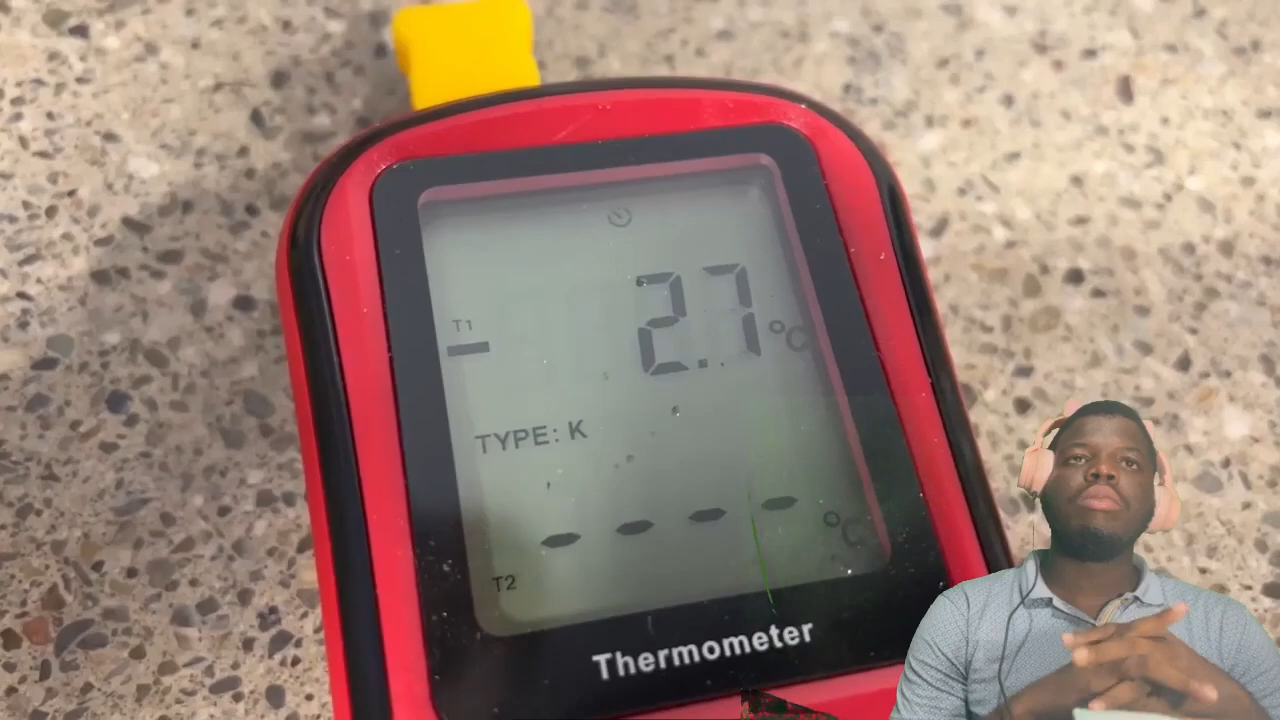 T1
-2.7 °C
TYPE: K
---- °C
T2
Thermometer